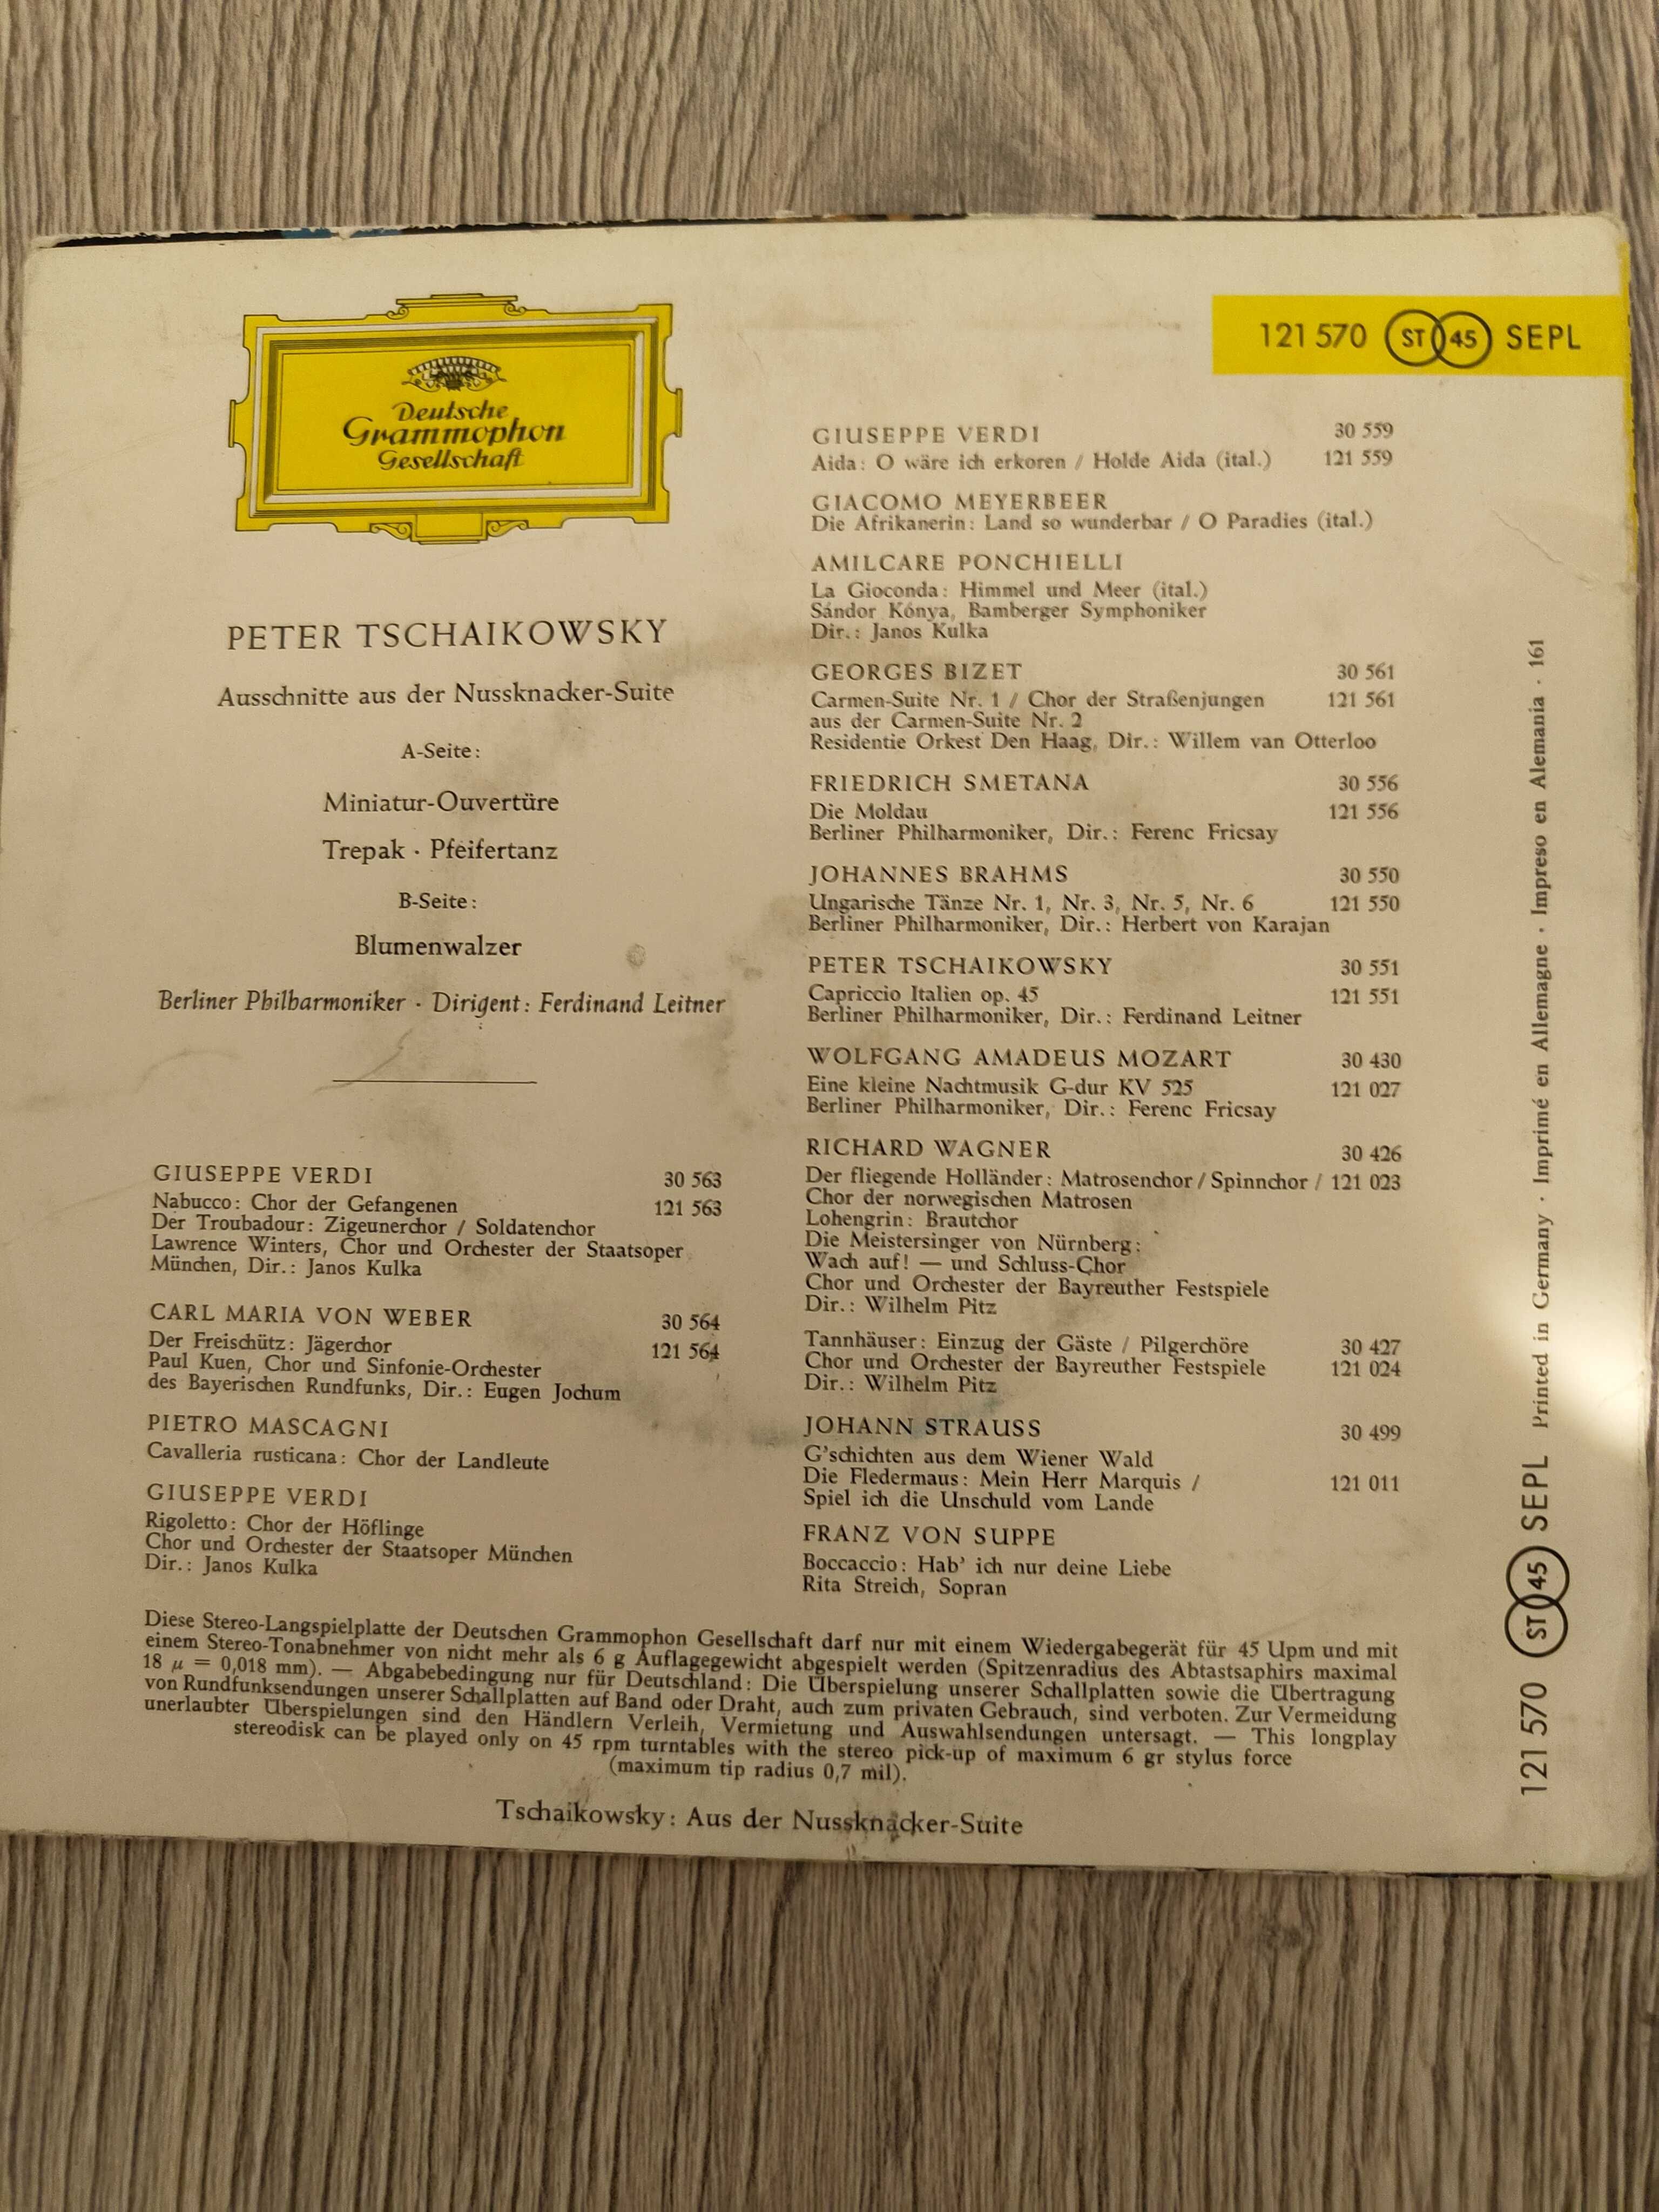 Deutsche
Grammophon
Gesellschaft
121 570 ST 45 SEPL
PETER TSCHAIKOWSKY
Ausschnitte aus der Nussknacker-Suite
A-Seite:
Miniatur-Ouvertüre
Trepak · Pfeifertanz
B-Seite:
Blumenwalzer
Berliner Philharmoniker · Dirigent: Ferdinand Leitner
GIUSEPPE VERDI 30 563
Nabucco: Chor der Gefangenen 121 563
Der Troubadour: Zigeunerchor / Soldatenchor
Lawrence Winters, Chor und Orchester der Staatsoper
München, Dir.: Janos Kulka
CARL MARIA VON WEBER 30 564
Der Freischütz: Jägerchor 121 564
Paul Kuen, Chor und Sinfonie-Orchester
des Bayerischen Rundfunks, Dir.: Eugen Jochum
PIETRO MASCAGNI
Cavalleria rusticana: Chor der Landleute
GIUSEPPE VERDI
Rigoletto: Chor der Höflinge
Chor und Orchester der Staatsoper München
Dir.: Janos Kulka
GIUSEPPE VERDI 30 559
Aida: O wäre ich erkoren / Holde Aida (ital.) 121 559
GIACOMO MEYERBEER
Die Afrikanerin: Land so wunderbar / O Paradies (ital.)
AMILCARE PONCHIELLI
La Gioconda: Himmel und Meer (ital.)
Sándor Kónya, Bamberger Symphoniker
Dir.: Janos Kulka
GEORGES BIZET 30 561
Carmen-Suite Nr. 1 / Chor der Straßenjungen 121 561
aus der Carmen-Suite Nr. 2
Residentie Orkest Den Haag, Dir.: Willem van Otterloo
FRIEDRICH SMETANA 30 556
Die Moldau 121 556
Berliner Philharmoniker, Dir.: Ferenc Fricsay
JOHANNES BRAHMS 30 550
Ungarische Tänze Nr. 1, Nr. 3, Nr. 5, Nr. 6 121 550
Berliner Philharmoniker, Dir.: Herbert von Karajan
PETER TSCHAIKOWSKY 30 551
Capriccio Italien op. 45 121 551
Berliner Philharmoniker, Dir.: Ferdinand Leitner
WOLFGANG AMADEUS MOZART 30 430
Eine kleine Nachtmusik G-dur KV 525 121 027
Berliner Philharmoniker, Dir.: Ferenc Fricsay
RICHARD WAGNER 30 426
Der fliegende Holländer: Matrosenchor / Spinnchor / 121 023
Chor der norwegischen Matrosen
Lohengrin: Brautchor
Die Meistersinger von Nürnberg:
Wach auf! — und Schluss-Chor
Chor und Orchester der Bayreuther Festspiele
Dir.: Wilhelm Pitz
Tannhäuser: Einzug der Gäste / Pilgerchöre 30 427
Chor und Orchester der Bayreuther Festspiele 121 024
Dir.: Wilhelm Pitz
JOHANN STRAUSS 30 499
G'schichten aus dem Wiener Wald
Die Fledermaus: Mein Herr Marquis / 121 011
Spiel ich die Unschuld vom Lande
FRANZ VON SUPPE
Boccaccio: Hab' ich nur deine Liebe
Rita Streich, Sopran
Diese Stereo-Langspielplatte der Deutschen Grammophon Gesellschaft darf nur mit einem Wiedergabegerät für 45 Upm und mit
einem Stereo-Tonabnehmer von nicht mehr als 6 g Auflagegewicht abgespielt werden (Spitzenradius des Abtastsaphirs maximal
18 µ = 0,018 mm). — Abgabebedingung nur für Deutschland: Die Überspielung unserer Schallplatten sowie die Übertragung
von Rundfunksendungen unserer Schallplatten auf Band oder Draht, auch zum privaten Gebrauch, sind verboten. Zur Vermeidung
unerlaubter Überspielungen sind den Händlern Verleih, Vermietung und Auswahlsendungen untersagt. — This longplay
stereodisk can be played only on 45 rpm turntables with the stereo pick-up of maximum 6 gr stylus force
(maximum tip radius 0,7 mil).
Tschaikowsky: Aus der Nussknacker-Suite
121 570 ST 45 SEPL Printed in Germany · Imprimé en Allemagne · Impreso en Alemania · 161